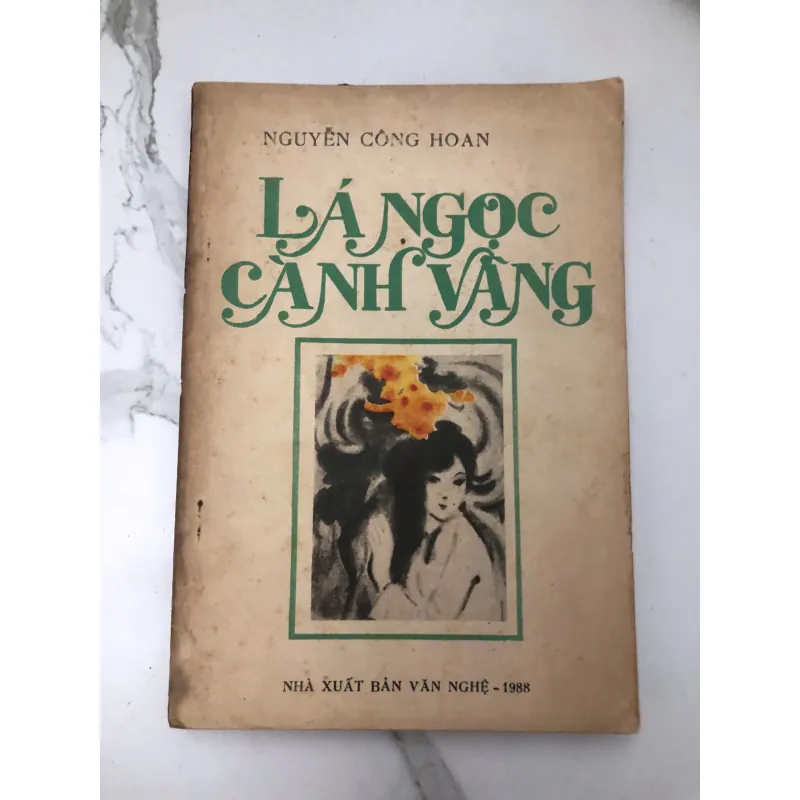 NGUYỄN CÔNG HOAN
LÁ NGỌC
CÀNH VÀNG
NHÀ XUẤT BẢN VĂN NGHỆ - 1988